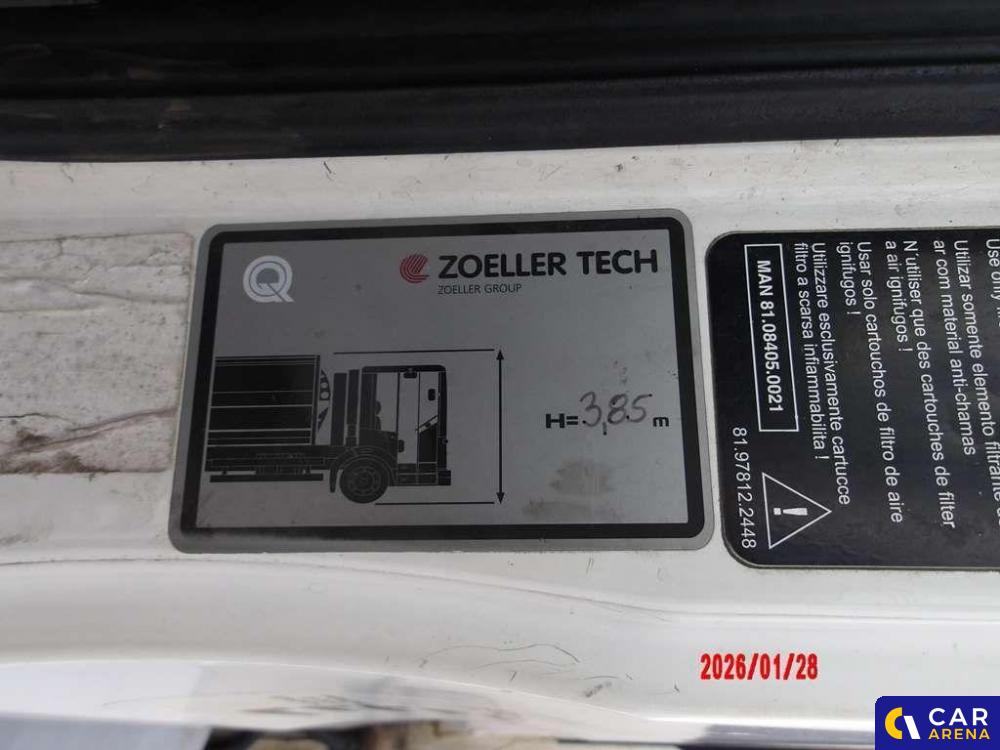 ZOELLER TECH
ZOELLER GROUP
H=3,85 m
Utilizar somente elemento filtrante
ar com material anti-chamas
N'utiliser que des cartouches de filter
a air ignifugos !
Usar solo cartouchos de filtro de aire
ignifugos !
Utilizzare esclusivamente cartucce
filtro a scarsa infiammabilita !
MAN 81.08405.0021
81.97812.2448
2026/01/28
CAR
ARENA